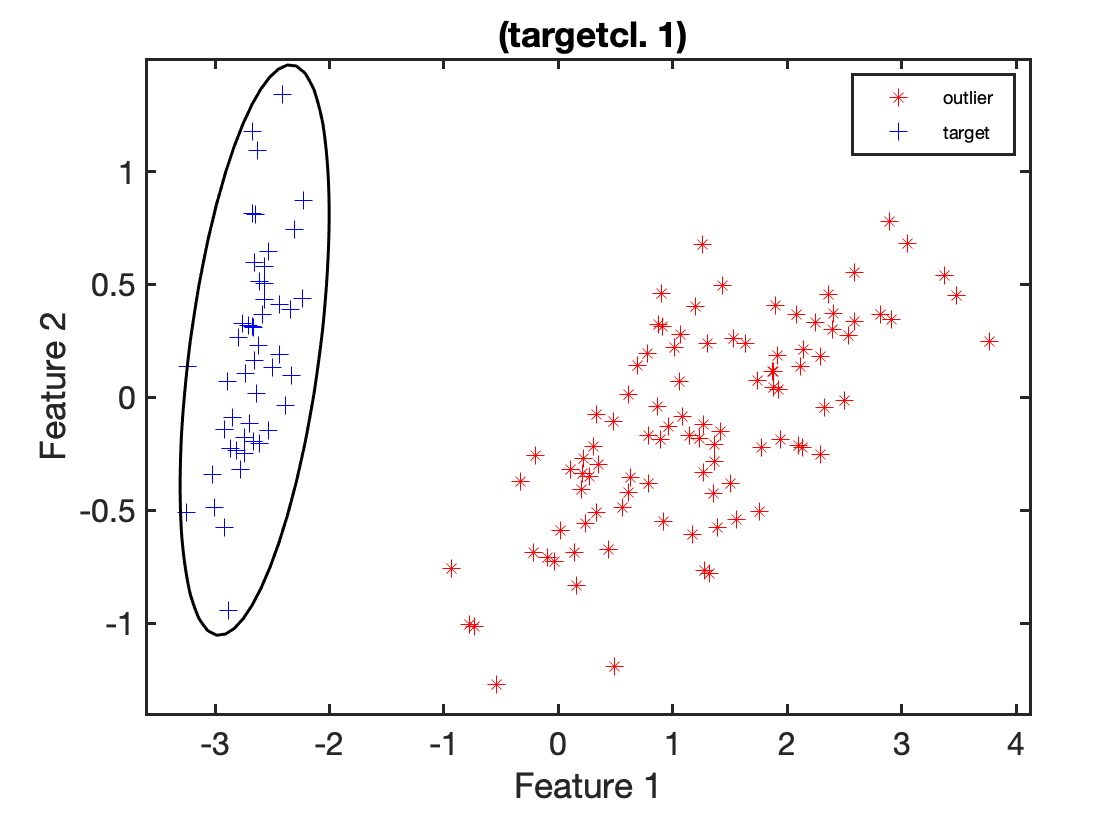 (targetcl. 1)
outlier
target
1
0.5
0
-0.5
-1
Feature 2
-3 -2 -1 0 1 2 3 4
Feature 1